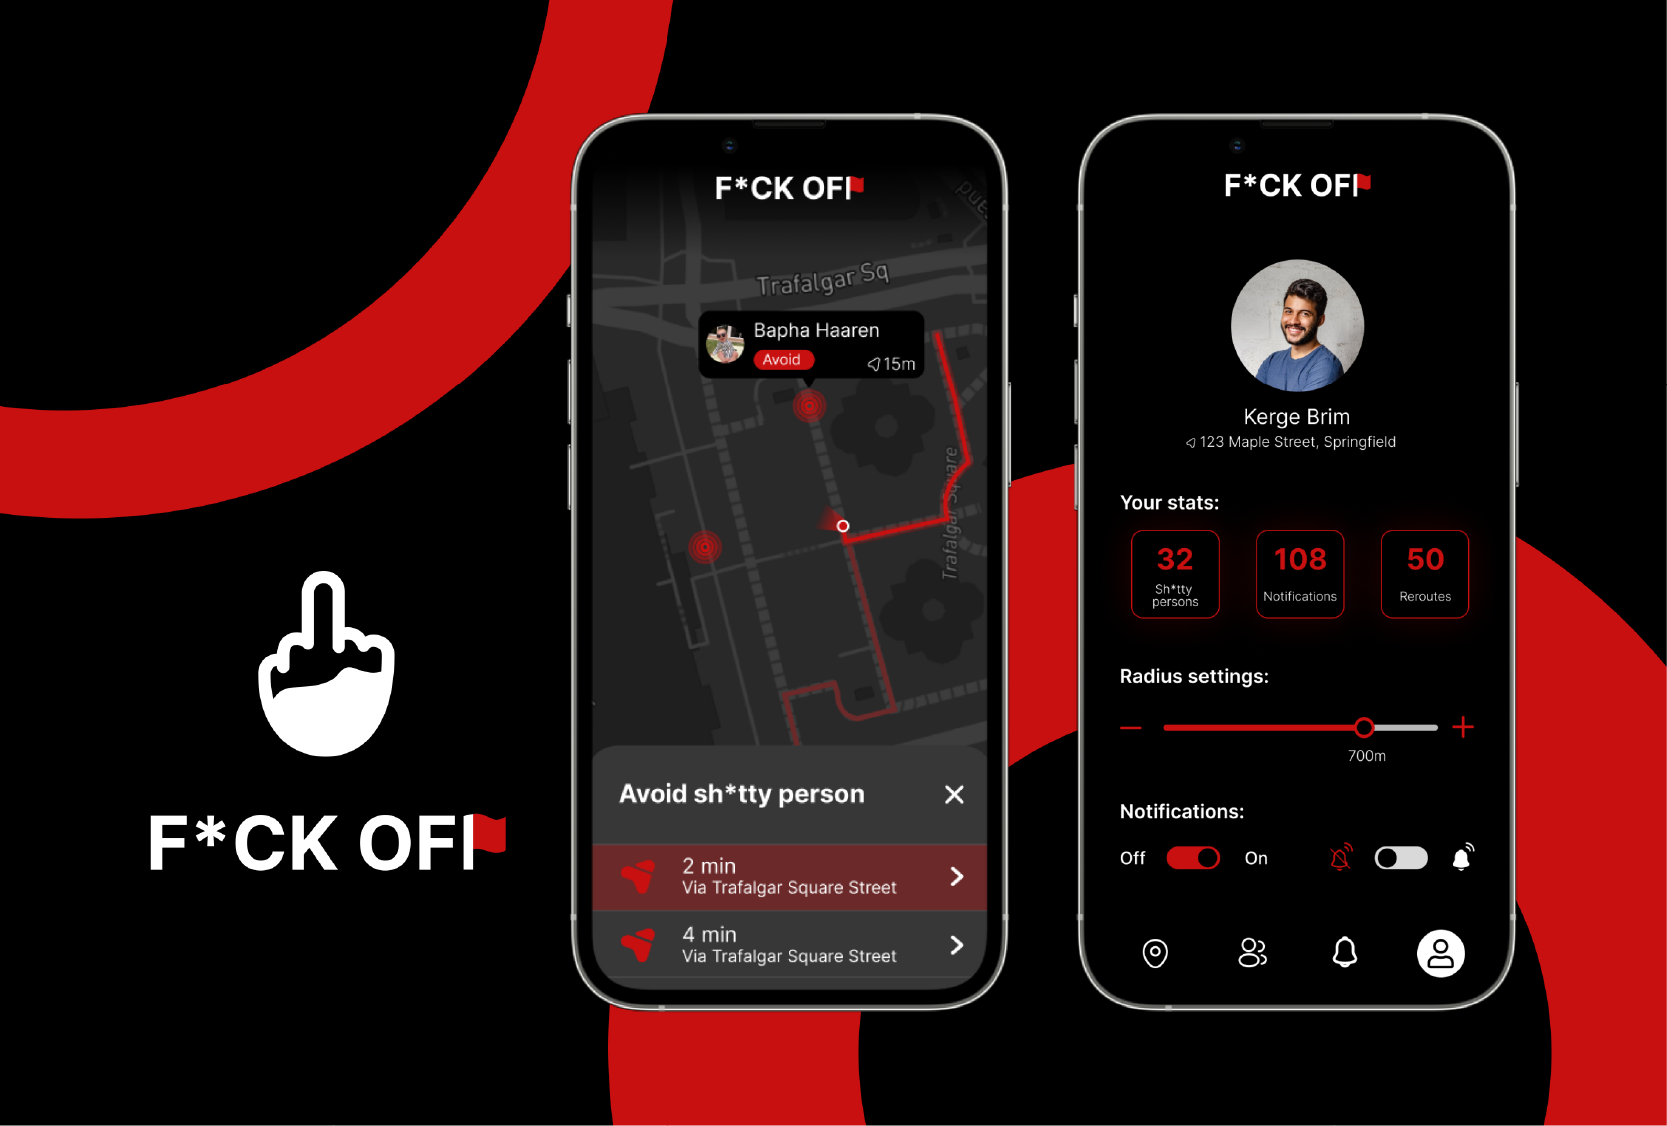 F*CK OFF
F*CK OFF
Trafalgar Sq
Bapha Haaren
Avoid
15m
Trafalgar Square
Avoid sh*tty person
2 min
Via Trafalgar Square Street
4 min
Via Trafalgar Square Street
F*CK OFF
Kerge Brim
123 Maple Street, Springfield
Your stats:
32
Sh*tty
persons
108
Notifications
50
Reroutes
Radius settings:
700m
Notifications:
Off
On